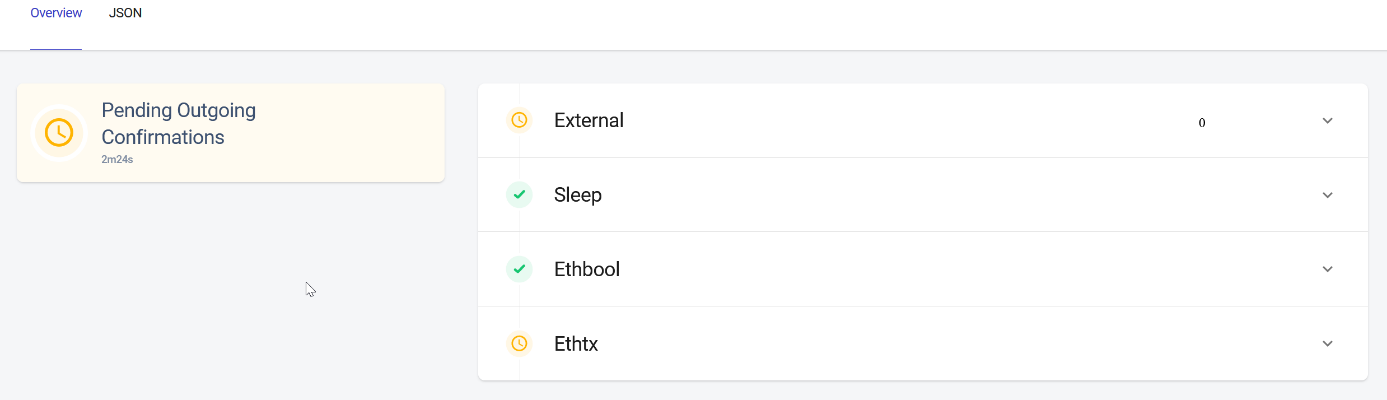 Overview JSON
Pending Outgoing
Confirmations
2m24s
External 0
Sleep
Ethbool
Ethtx